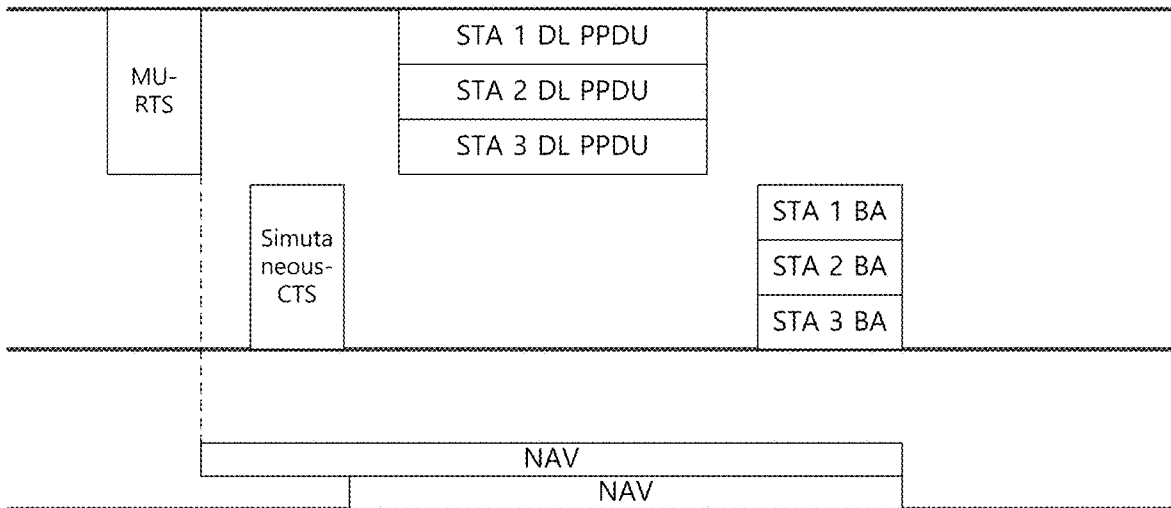 MU-
RTS
STA 1 DL PPDU
STA 2 DL PPDU
STA 3 DL PPDU
Simuta
neous-
CTS
STA 1 BA
STA 2 BA
STA 3 BA
NAV
NAV